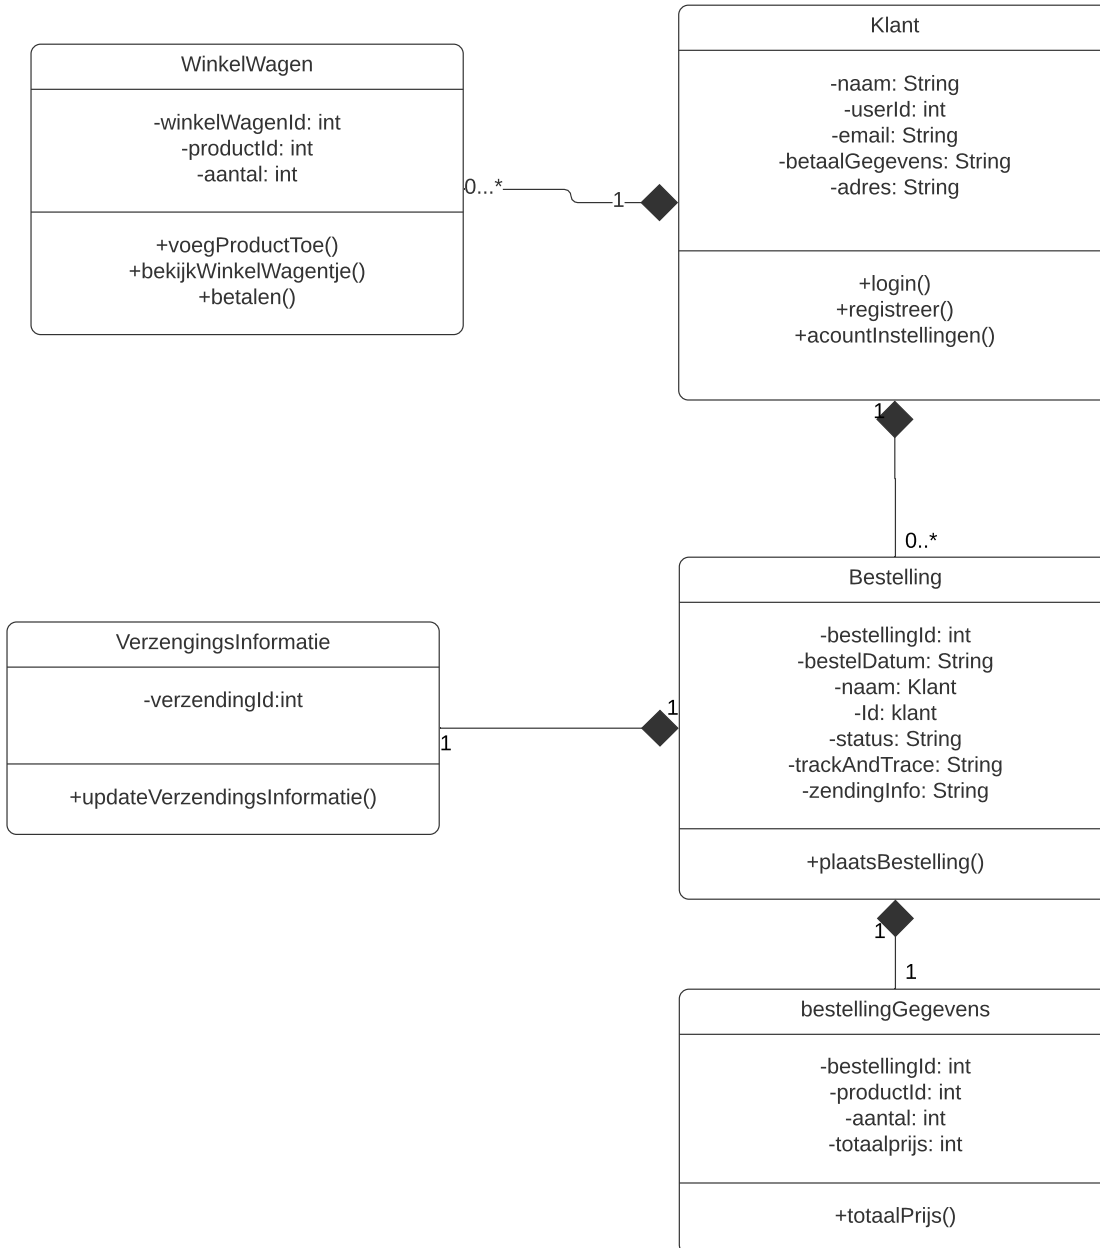 WinkelWagen
-winkelWagenId: int
-productId: int
-aantal: int
+voegProductToe()
+bekijkWinkelWagentje()
+betalen()
0...*
1
Klant
-naam: String
-userId: int
-email: String
-betaalGegevens: String
-adres: String
+login()
+registreer()
+acountInstellingen()
1
0..*
Bestelling
-bestellingId: int
-bestelDatum: String
-naam: Klant
-Id: klant
-status: String
-trackAndTrace: String
-zendingInfo: String
+plaatsBestelling()
VerzengingsInformatie
-verzendingId:int
+updateVerzendingsInformatie()
1
1
1
1
bestellingGegevens
-bestellingId: int
-productId: int
-aantal: int
-totaalprijs: int
+totaalPrijs()